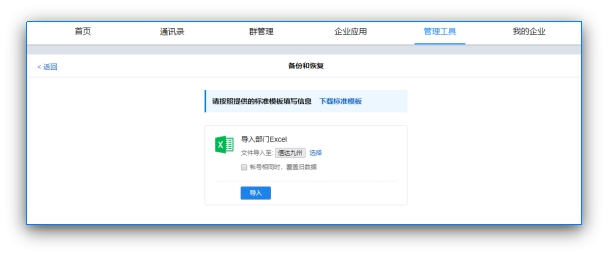 首页 通讯录 群管理 企业应用 管理工具 我的企业
< 返回 备份和恢复
请按照提供的标准模板填写信息 下载标准模板
导入部门Excel
文件导入至: 信达九州 选择
帐号相同时，覆盖旧数据
导入